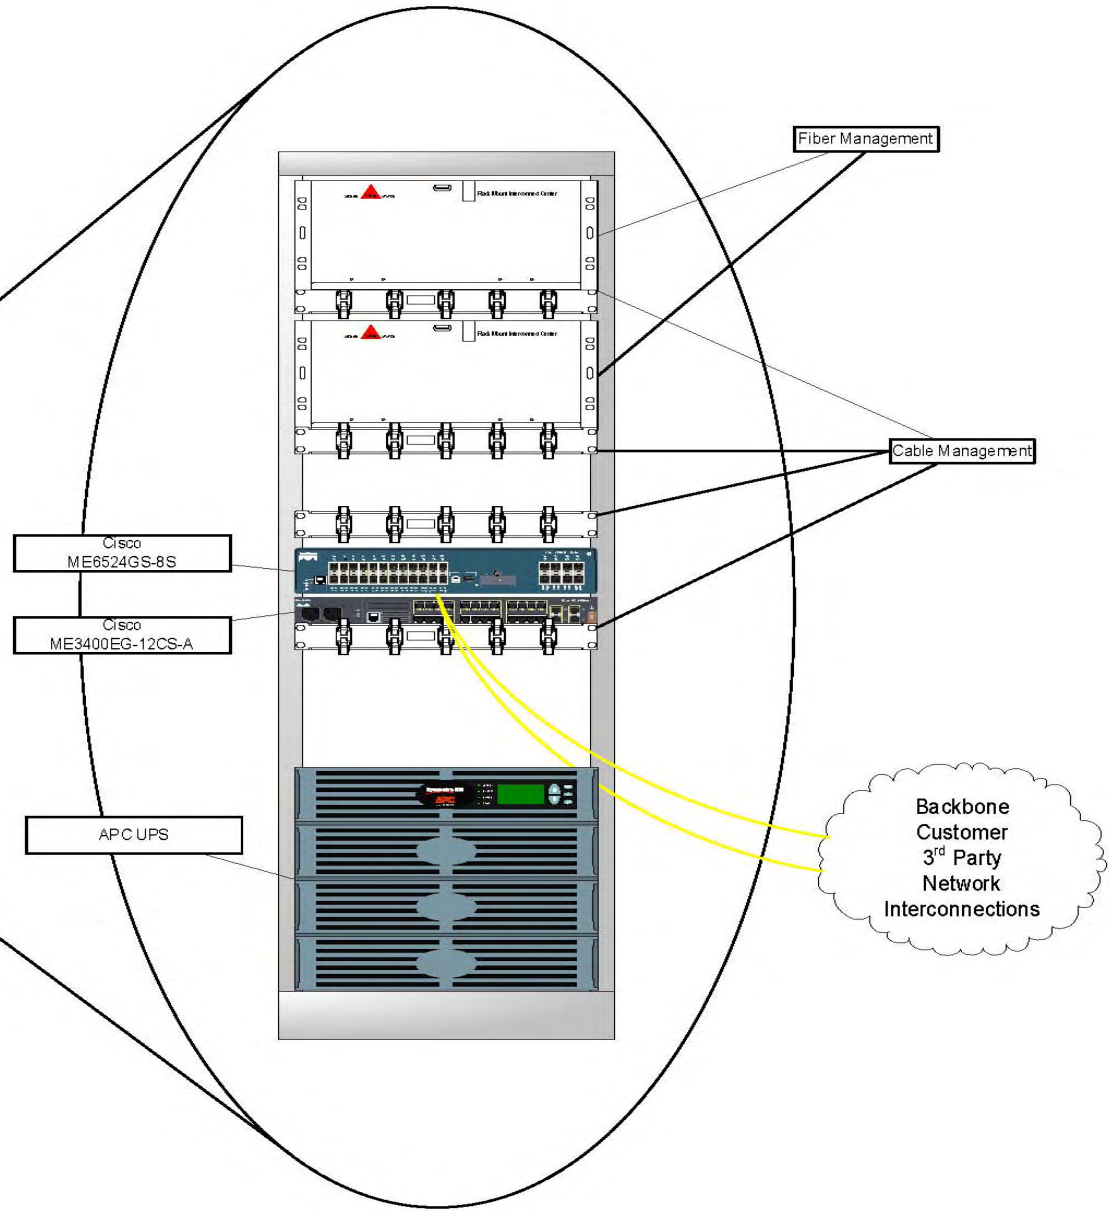 Fiber Management
Rack Mount Interconnect Center
Rack Mount Interconnect Center
Cable Management
Cisco
ME6524GS-8S
Cisco
ME3400EG-12CS-A
APC
APC UPS
Backbone
Customer
3rd Party
Network
Interconnections